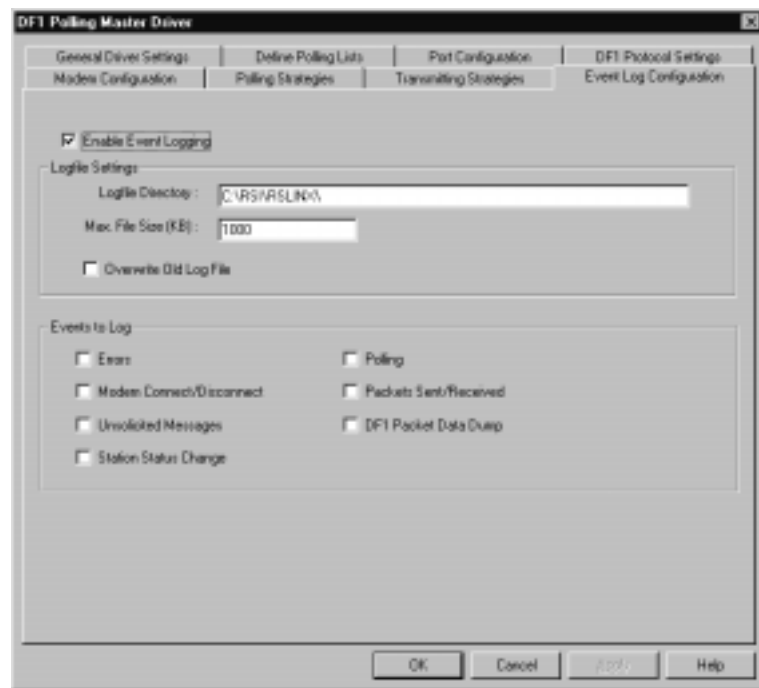 DF1 Polling Master Driver
General Driver Settings
Define Polling Lists
Port Configuration
DF1 Protocol Settings
Modem Configuration
Polling Strategies
Transmitting Strategies
Event Log Configuration
Enable Event Logging
Logfile Settings
Logfile Directory :
C:\RSI\RSLINX\\
Max. File Size (KB) :
1000
Overwrite Old Log File
Events to Log
Errors
Polling
Modem Connect/Disconnect
Packets Sent/Received
Unsolicited Messages
DF1 Packet Data Dump
Station Status Change
OK
Cancel
Apply
Help